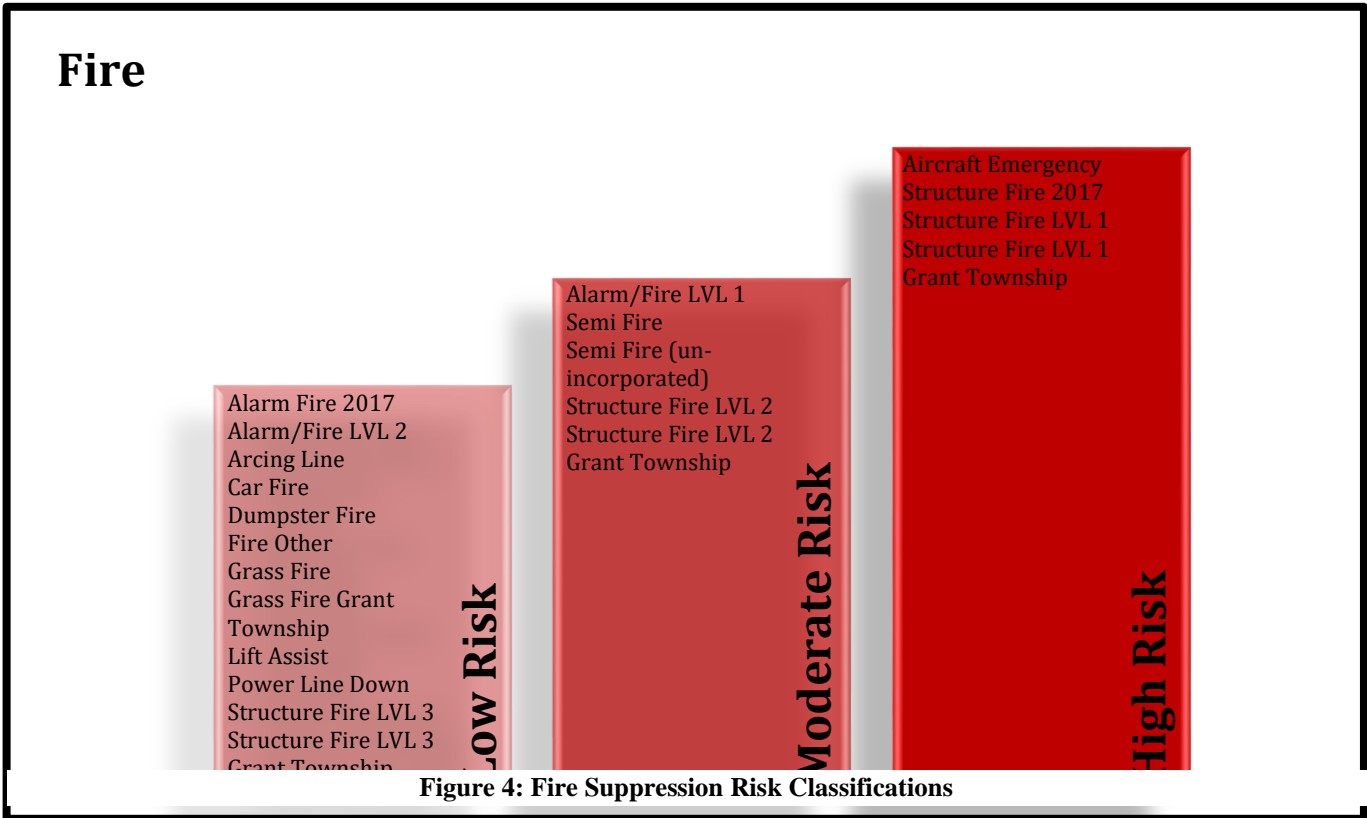 Fire
Alarm Fire 2017
Alarm/Fire LVL 2
Arcing Line
Car Fire
Dumpster Fire
Fire Other
Grass Fire
Grass Fire Grant
Township
Lift Assist
Power Line Down
Structure Fire LVL 3
Structure Fire LVL 3
Grant Township
Low Risk
Alarm/Fire LVL 1
Semi Fire
Semi Fire (un-
incorporated)
Structure Fire LVL 2
Structure Fire LVL 2
Grant Township
Moderate Risk
Aircraft Emergency
Structure Fire 2017
Structure Fire LVL 1
Structure Fire LVL 1
Grant Township
High Risk
Figure 4: Fire Suppression Risk Classifications